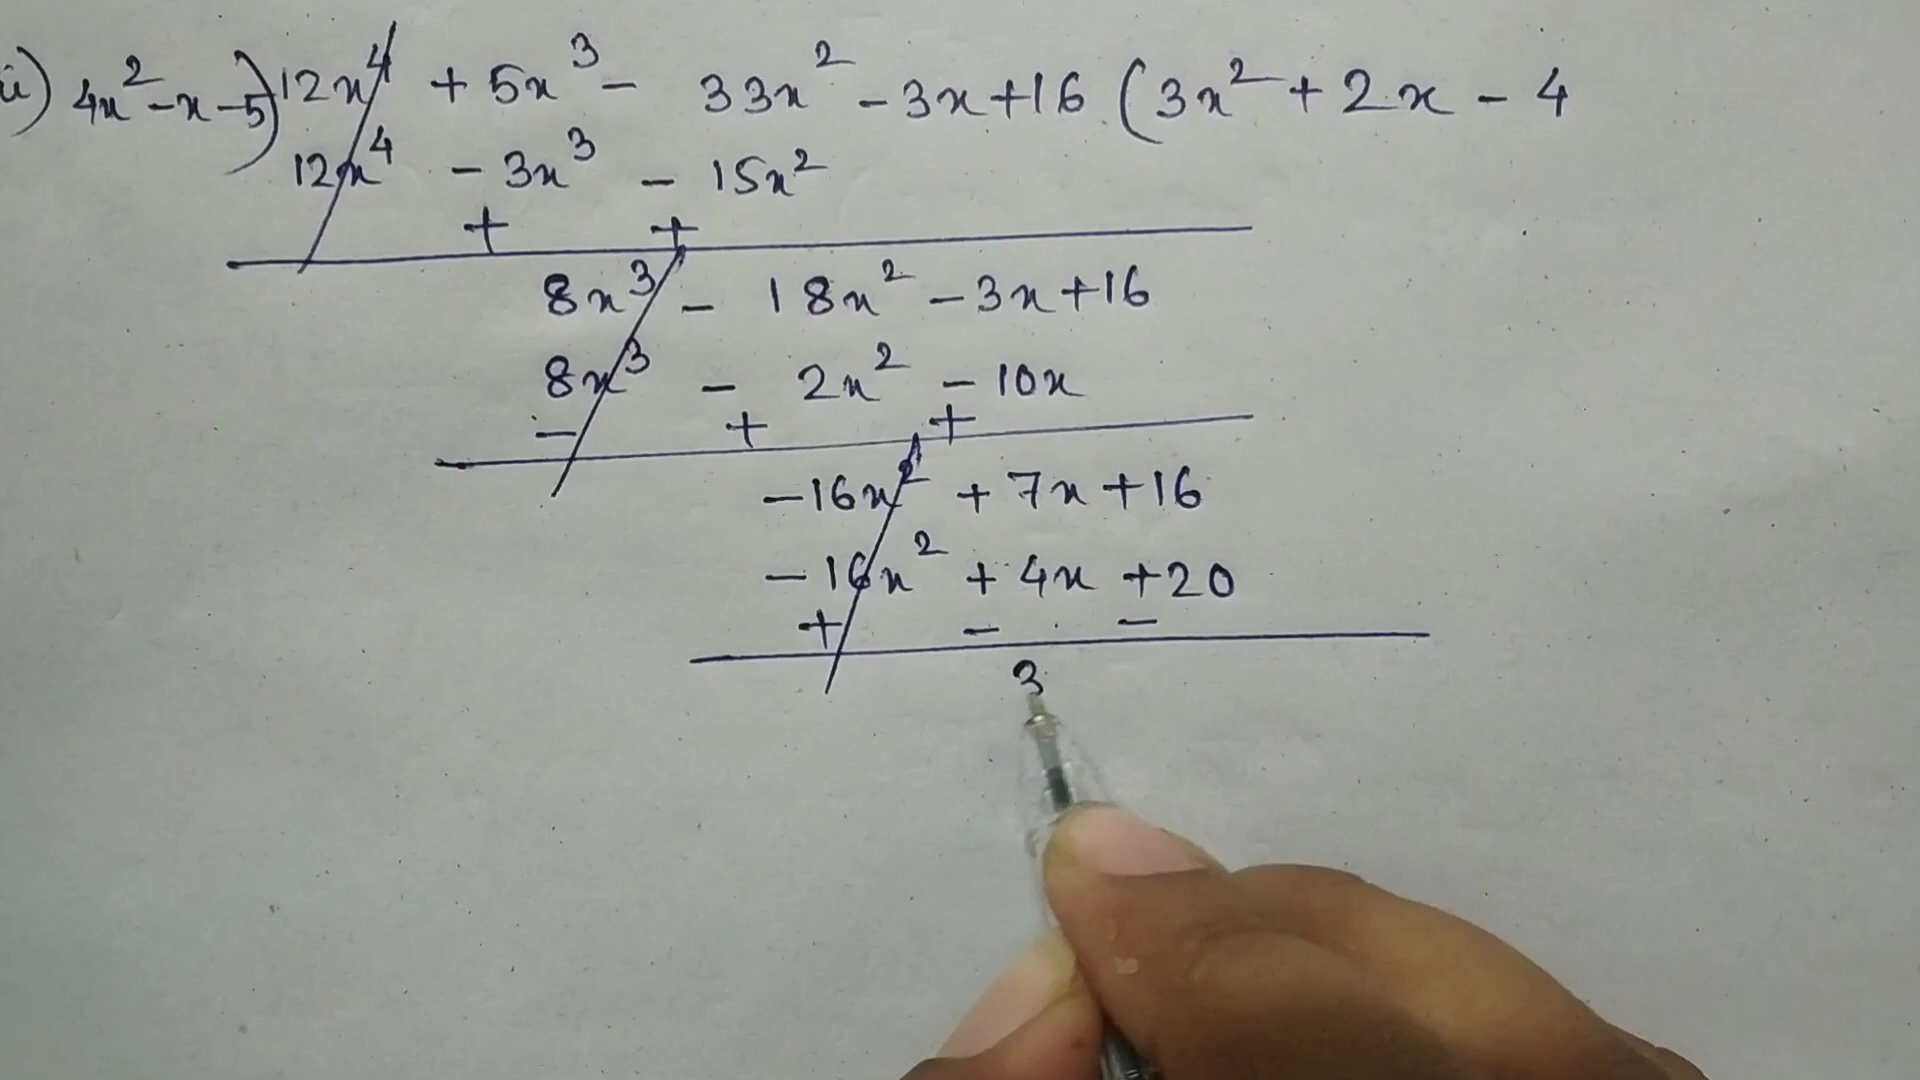 ii) 4x² - x - 5) 12x⁴ + 5x³ - 33x² - 3x + 16 (3x² + 2x - 4
12x⁴ - 3x³ - 15x²
+ +
8x³ - 18x² - 3x + 16
8x³ - 2x² - 10x
- + +
-16x² + 7x + 16
-16x² + 4x + 20
+ - -
3